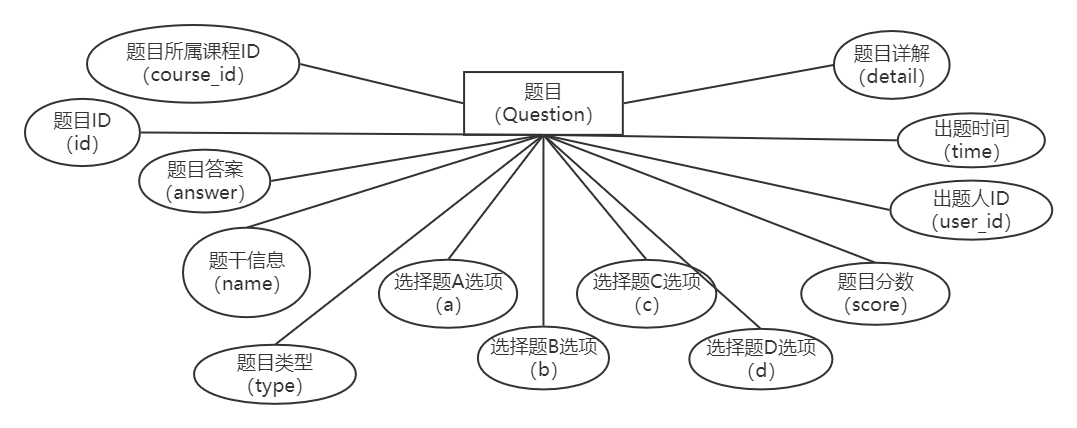 题目所属课程ID
（course_id）
题目
（Question）
题目详解
（detail）
题目ID
（id）
出题时间
（time）
题目答案
（answer）
出题人ID
（user_id）
题干信息
（name）
选择题A选项
（a）
选择题C选项
（c）
题目分数
（score）
选择题B选项
（b）
选择题D选项
（d）
题目类型
（type）